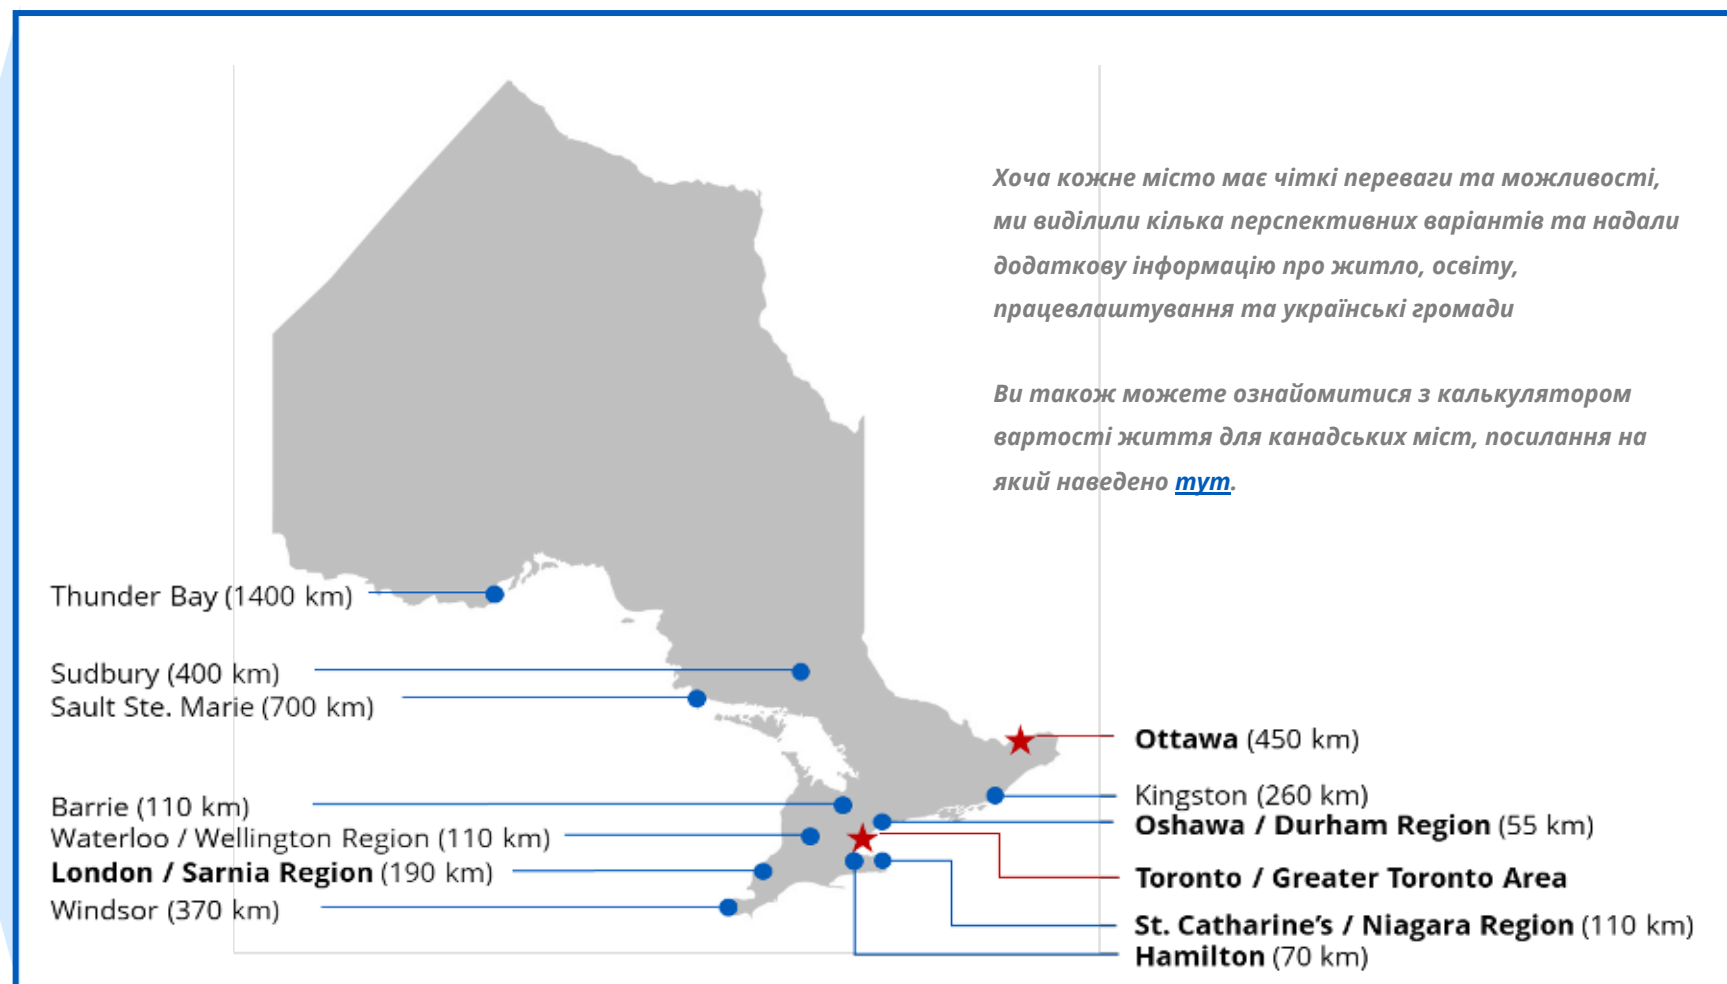 Хоча кожне місто має чіткі переваги та можливості,
ми виділили кілька перспективних варіантів та надали
додаткову інформацію про житло, освіту,
працевлаштування та українські громади
Ви також можете ознайомитися з калькулятором
вартості життя для канадських міст, посилання на
який наведено тут.
Thunder Bay (1400 km)
Sudbury (400 km)
Sault Ste. Marie (700 km)
Barrie (110 km)
Waterloo / Wellington Region (110 km)
London / Sarnia Region (190 km)
Windsor (370 km)
Ottawa (450 km)
Kingston (260 km)
Oshawa / Durham Region (55 km)
Toronto / Greater Toronto Area
St. Catharine's / Niagara Region (110 km)
Hamilton (70 km)